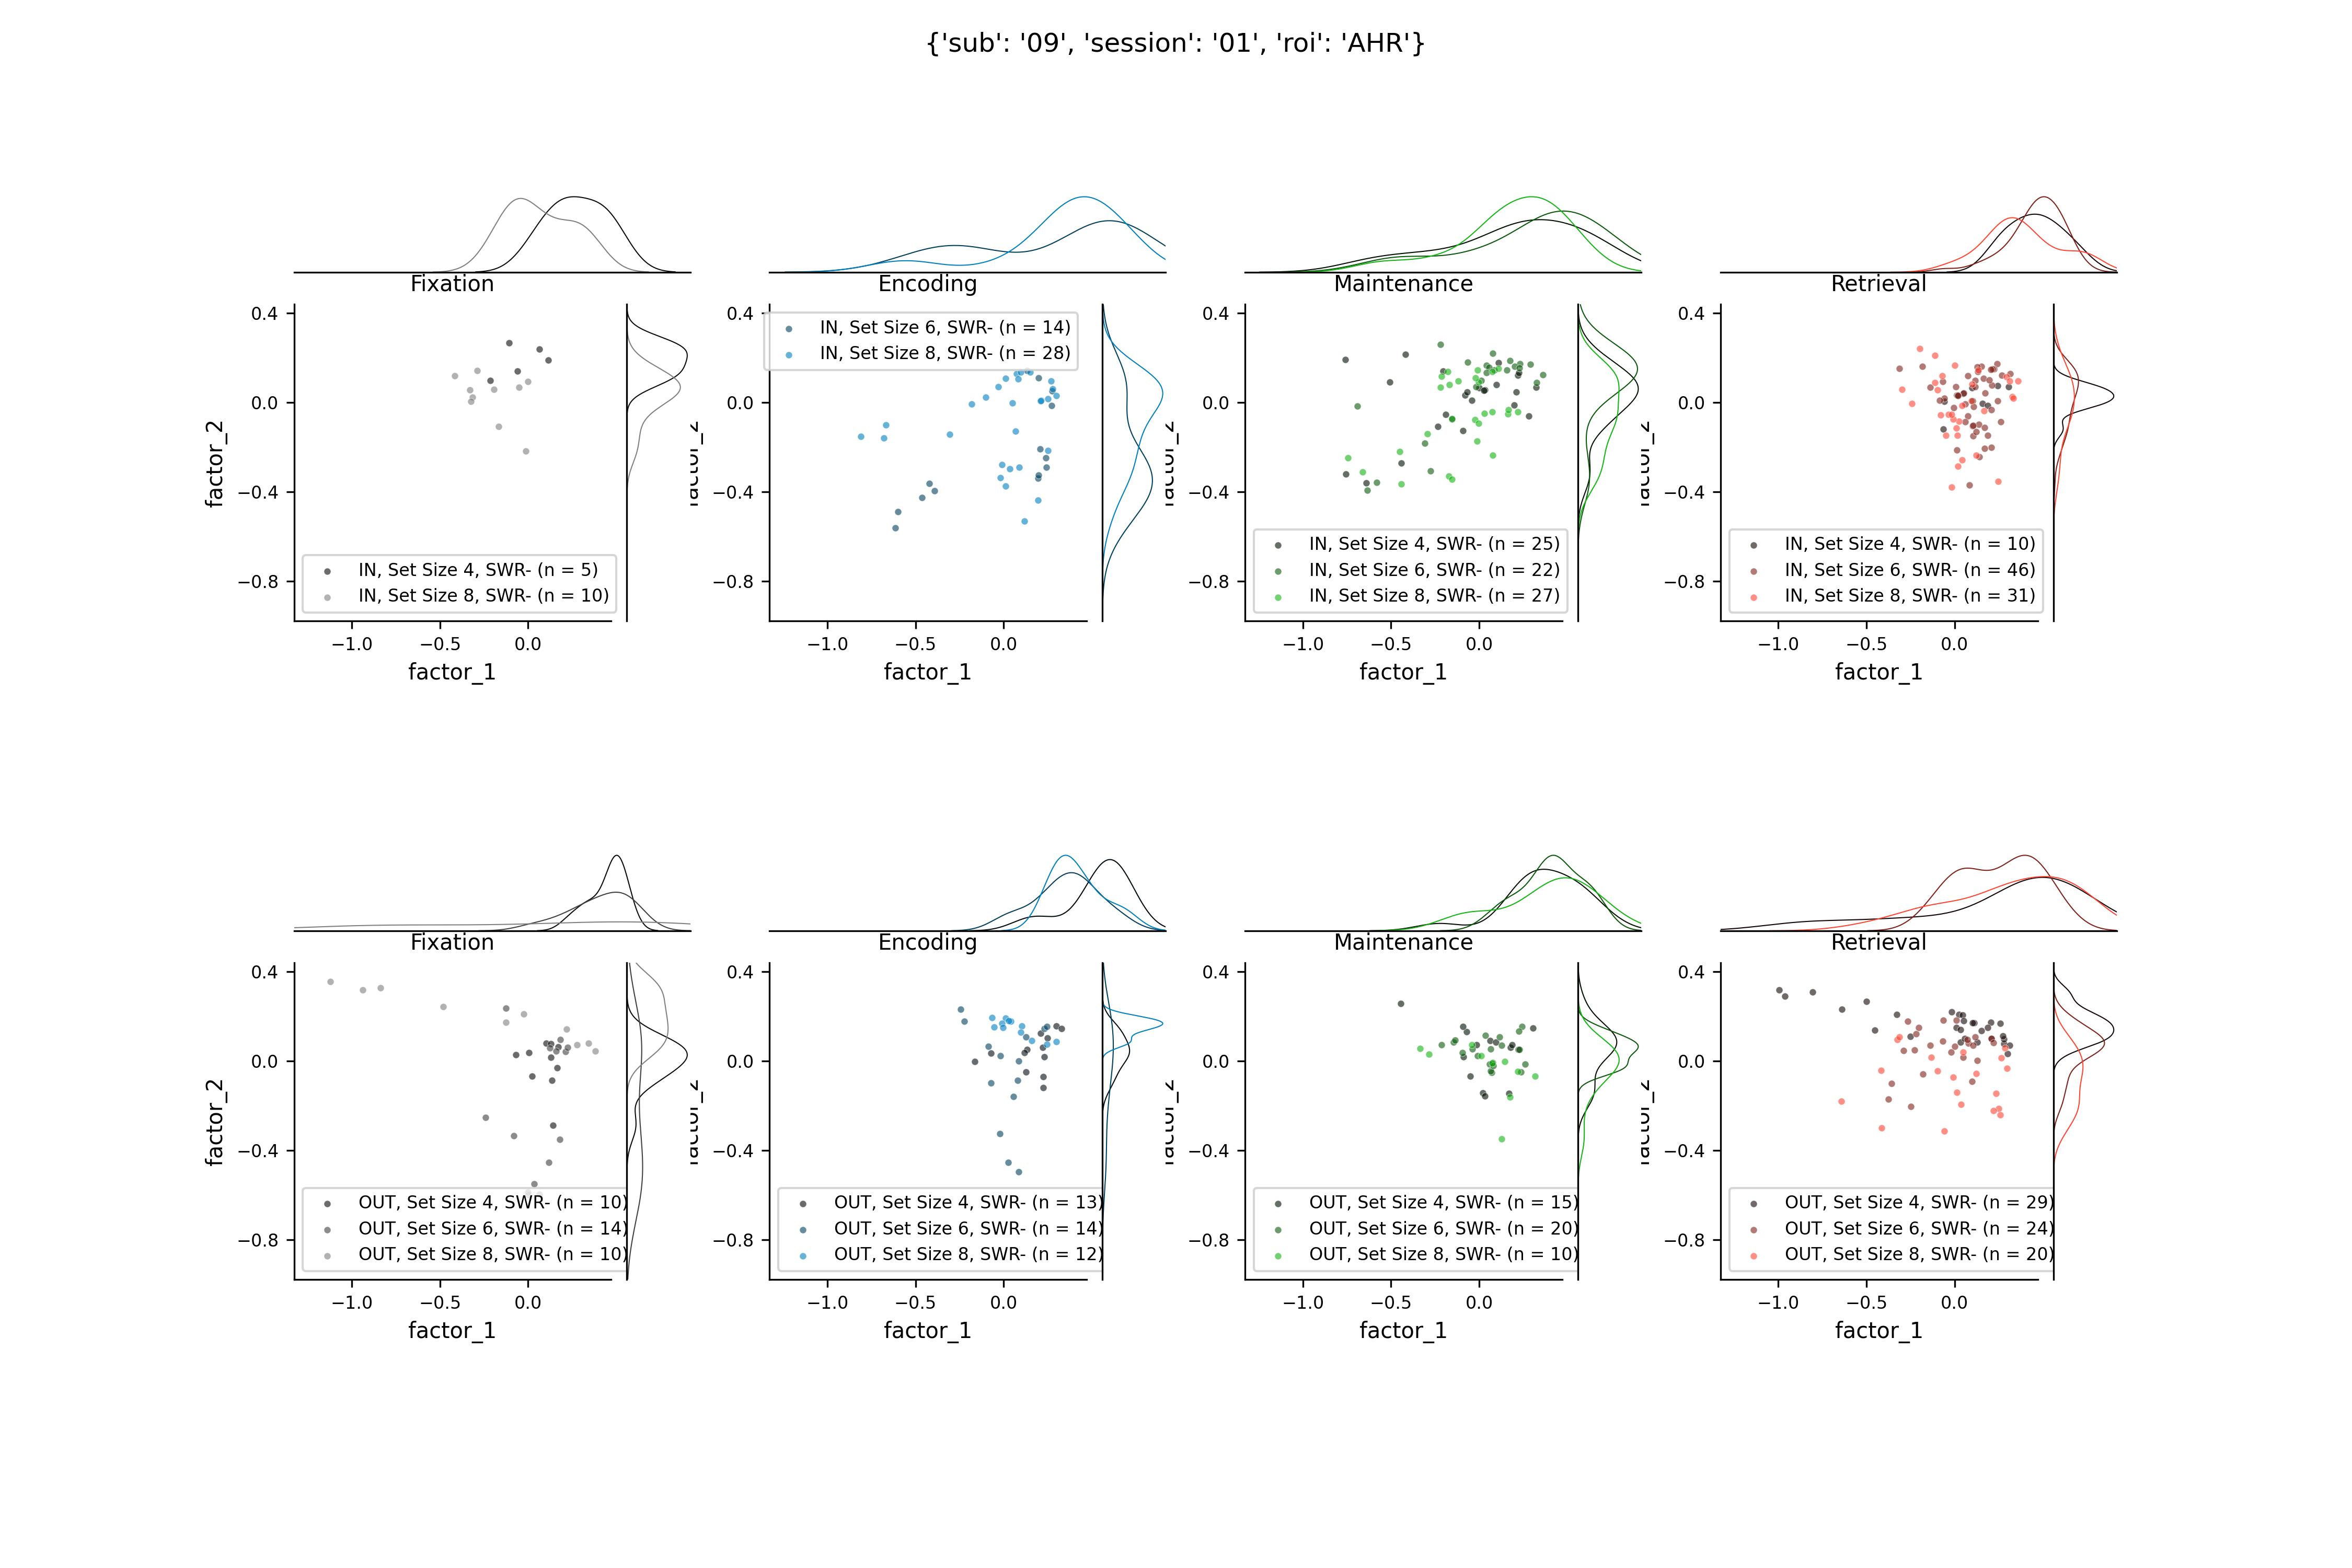 {'sub': '09', 'session': '01', 'roi': 'AHR'}
Fixation
0.4
0.0
−0.4
−0.8
factor_2
IN, Set Size 4, SWR- (n = 5)
IN, Set Size 8, SWR- (n = 10)
−1.0 −0.5 0.0
factor_1
Encoding
0.4
0.0
−0.4
−0.8
factor_2
IN, Set Size 6, SWR- (n = 14)
IN, Set Size 8, SWR- (n = 28)
−1.0 −0.5 0.0
factor_1
Maintenance
0.4
0.0
−0.4
−0.8
factor_2
IN, Set Size 4, SWR- (n = 25)
IN, Set Size 6, SWR- (n = 22)
IN, Set Size 8, SWR- (n = 27)
−1.0 −0.5 0.0
factor_1
Retrieval
0.4
0.0
−0.4
−0.8
factor_2
IN, Set Size 4, SWR- (n = 10)
IN, Set Size 6, SWR- (n = 46)
IN, Set Size 8, SWR- (n = 31)
−1.0 −0.5 0.0
factor_1
Fixation
0.4
0.0
−0.4
−0.8
factor_2
OUT, Set Size 4, SWR- (n = 10)
OUT, Set Size 6, SWR- (n = 14)
OUT, Set Size 8, SWR- (n = 10)
−1.0 −0.5 0.0
factor_1
Encoding
0.4
0.0
−0.4
−0.8
factor_2
OUT, Set Size 4, SWR- (n = 13)
OUT, Set Size 6, SWR- (n = 14)
OUT, Set Size 8, SWR- (n = 12)
−1.0 −0.5 0.0
factor_1
Maintenance
0.4
0.0
−0.4
−0.8
factor_2
OUT, Set Size 4, SWR- (n = 15)
OUT, Set Size 6, SWR- (n = 20)
OUT, Set Size 8, SWR- (n = 10)
−1.0 −0.5 0.0
factor_1
Retrieval
0.4
0.0
−0.4
−0.8
factor_2
OUT, Set Size 4, SWR- (n = 29)
OUT, Set Size 6, SWR- (n = 24)
OUT, Set Size 8, SWR- (n = 20)
−1.0 −0.5 0.0
factor_1